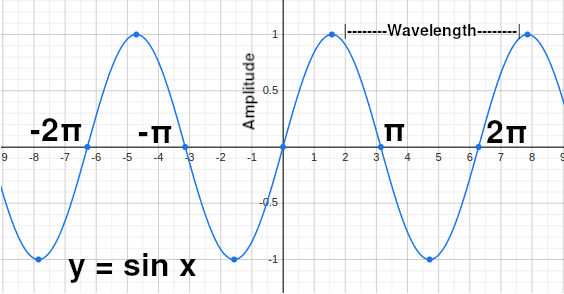 1
|--------Wavelength--------|
0.5
Amplitude
-2π
-π
π
2π
9 -8 -7 -6 -5 -4 -3 -2 -1 0 1 2 3 4 5 6 7 8 9
-0.5
-1
y = sin x